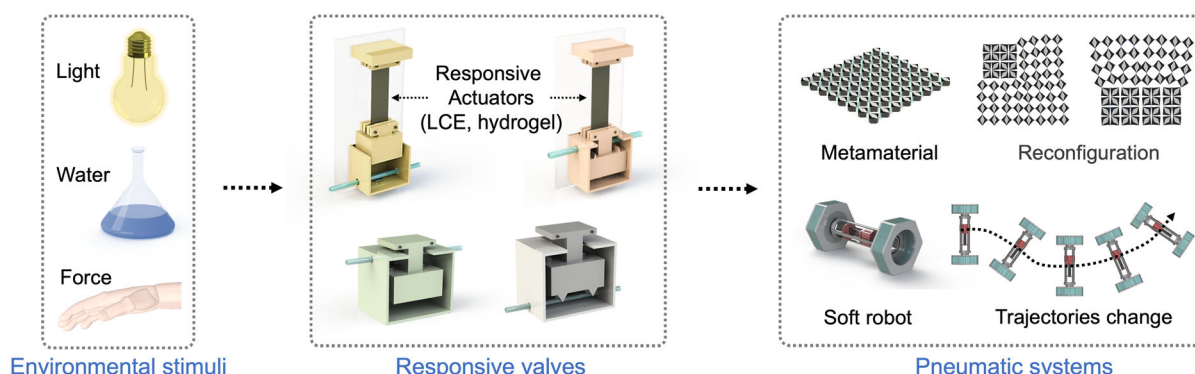 Light
Water
Force
Environmental stimuli
Responsive
Actuators
(LCE, hydrogel)
Responsive valves
Metamaterial
Reconfiguration
Soft robot
Trajectories change
Pneumatic systems